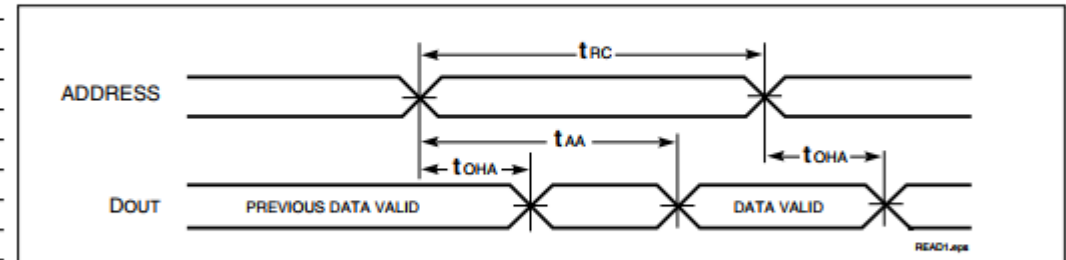 tRC
ADDRESS
tAA
tOHA
tOHA
DOUT
PREVIOUS DATA VALID
DATA VALID
READ1.eps